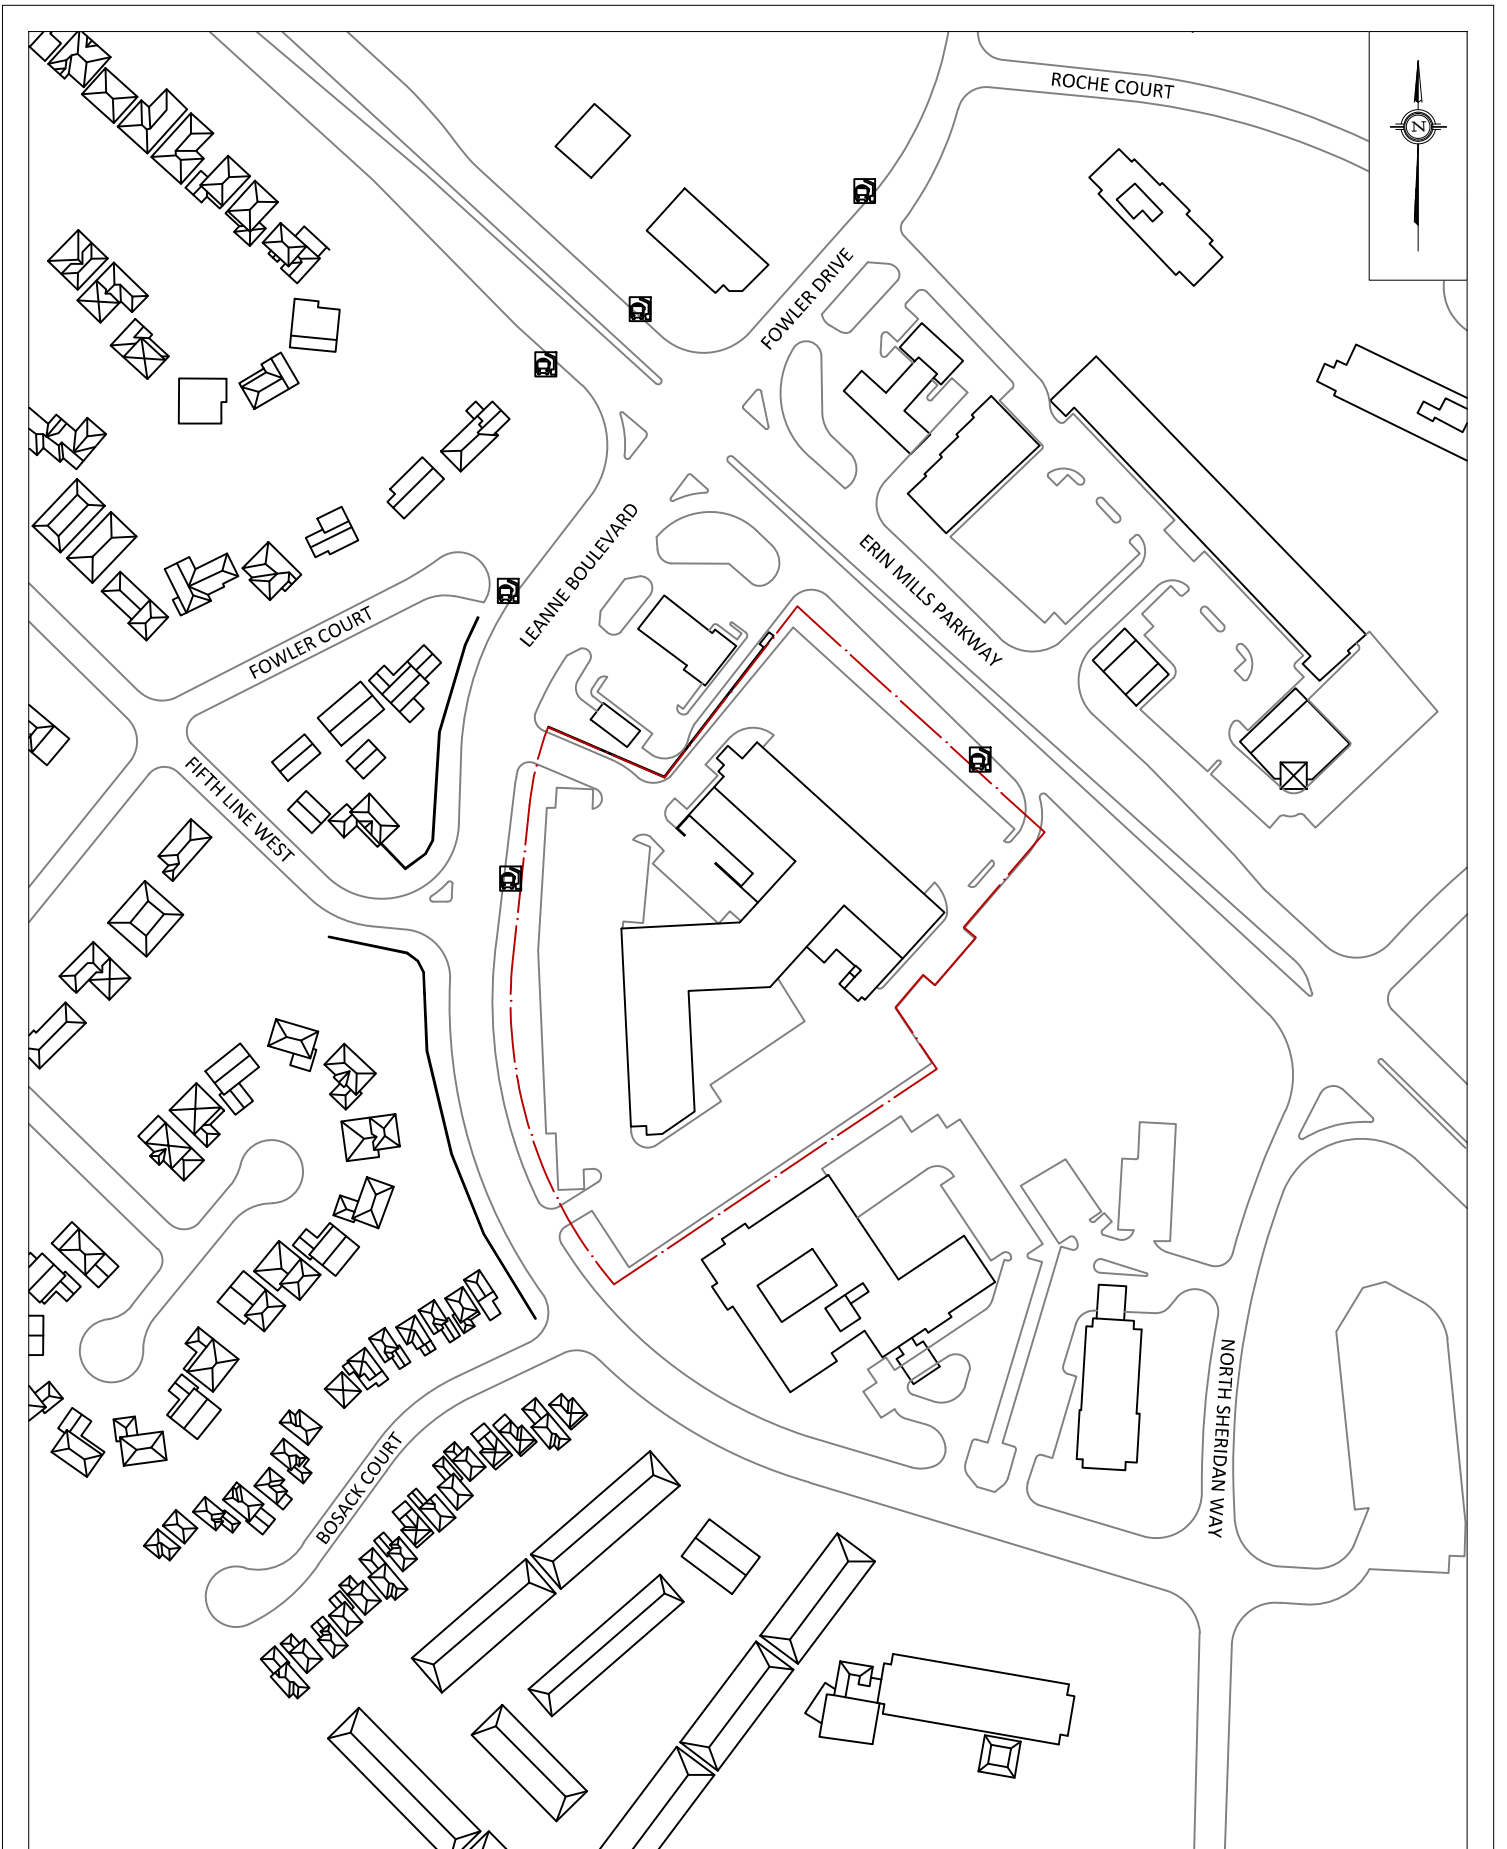 ROCHE COURT
N
FOWLER DRIVE
LEANNE BOULEVARD
ERIN MILLS PARKWAY
FOWLER COURT
FIFTH LINE WEST
NORTH SHERIDAN WAY
BOSACK COURT